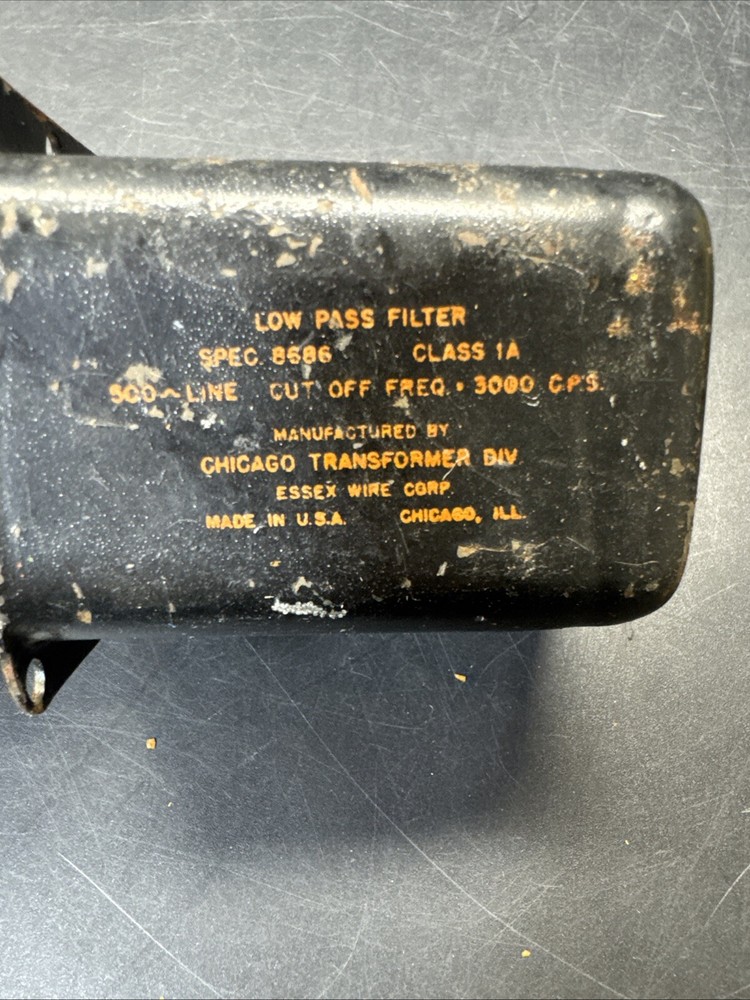 LOW PASS FILTER
SPEC 8686 CLASS 1A
500~LINE CUT OFF FREQ. • 3000 C.P.S.
MANUFACTURED BY
CHICAGO TRANSFORMER DIV
ESSEX WIRE CORP
MADE IN U.S.A. CHICAGO, ILL.